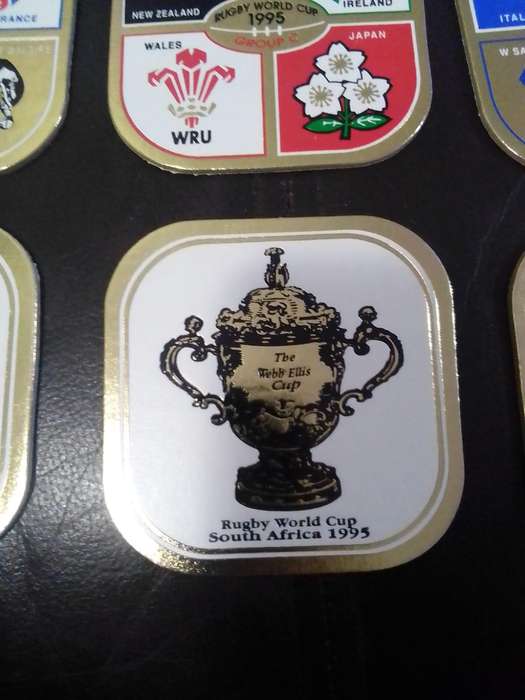 RANCE
NEW ZEALAND
IRELAND
RUGBY WORLD CUP
1995
GROUP C
WALES
WRU
JAPAN
ITAL
W SA
The
Webb Ellis
Cup
Rugby World Cup
South Africa 1995